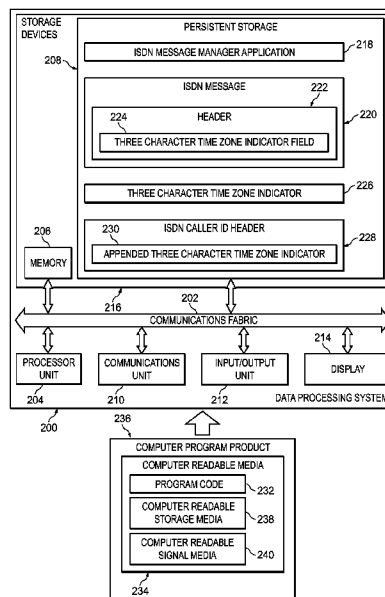 STORAGE
DEVICES
PERSISTENT STORAGE
208
ISDN MESSAGE MANAGER APPLICATION
218
ISDN MESSAGE
222
HEADER
220
224
THREE CHARACTER TIME ZONE INDICATOR FIELD
THREE CHARACTER TIME ZONE INDICATOR
226
ISDN CALLER ID HEADER
230
228
APPENDED THREE CHARACTER TIME ZONE INDICATOR
206
MEMORY
216
202
COMMUNICATIONS FABRIC
214
PROCESSOR
UNIT
COMMUNICATIONS
UNIT
INPUT/OUTPUT
UNIT
DISPLAY
204
210
212
DATA PROCESSING SYSTEM
200
236
COMPUTER PROGRAM PRODUCT
COMPUTER READABLE MEDIA
PROGRAM CODE
232
COMPUTER READABLE
STORAGE MEDIA
238
COMPUTER READABLE
SIGNAL MEDIA
240
234